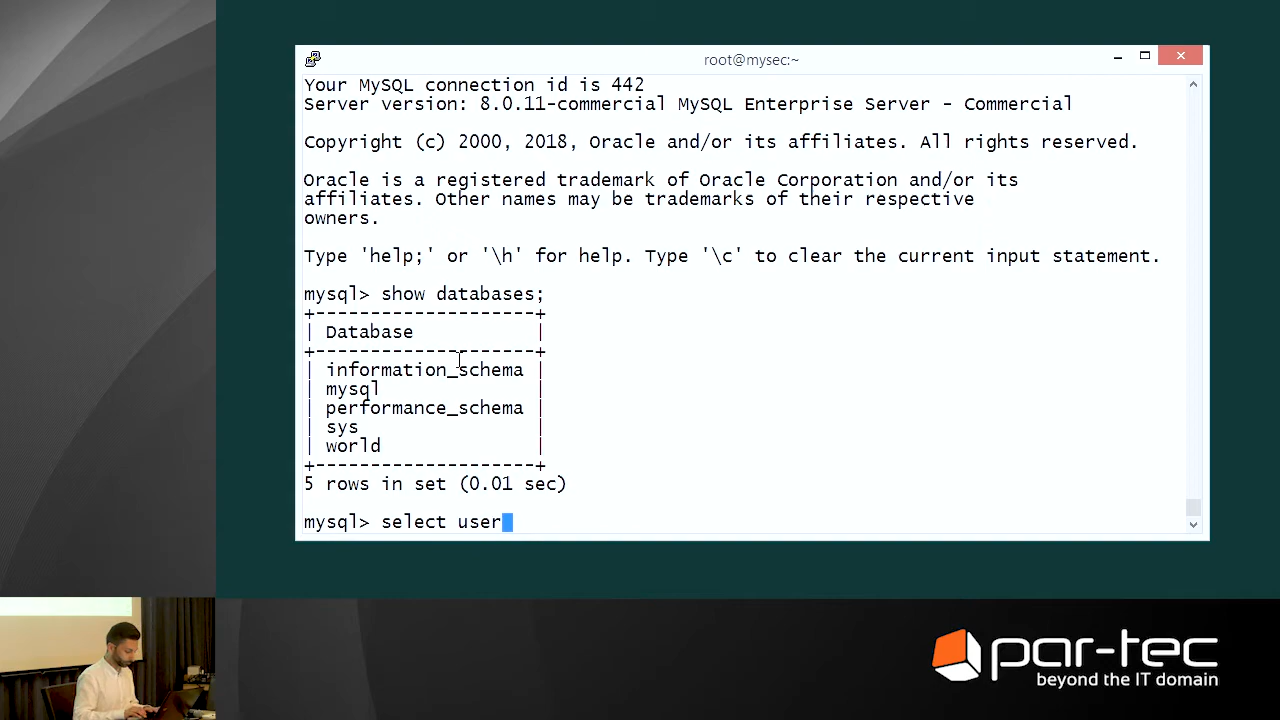 root@mysec:~
Your MySQL connection id is 442
Server version: 8.0.11-commercial MySQL Enterprise Server - Commercial
Copyright (c) 2000, 2018, Oracle and/or its affiliates. All rights reserved.
Oracle is a registered trademark of Oracle Corporation and/or its
affiliates. Other names may be trademarks of their respective
owners.
Type 'help;' or '\h' for help. Type '\c' to clear the current input statement.
mysql> show databases;
+--------------------+
| Database           |
+--------------------+
| information_schema |
| mysql              |
| performance_schema |
| sys                |
| world              |
+--------------------+
5 rows in set (0.01 sec)
mysql> select user
par-tec
beyond the IT domain